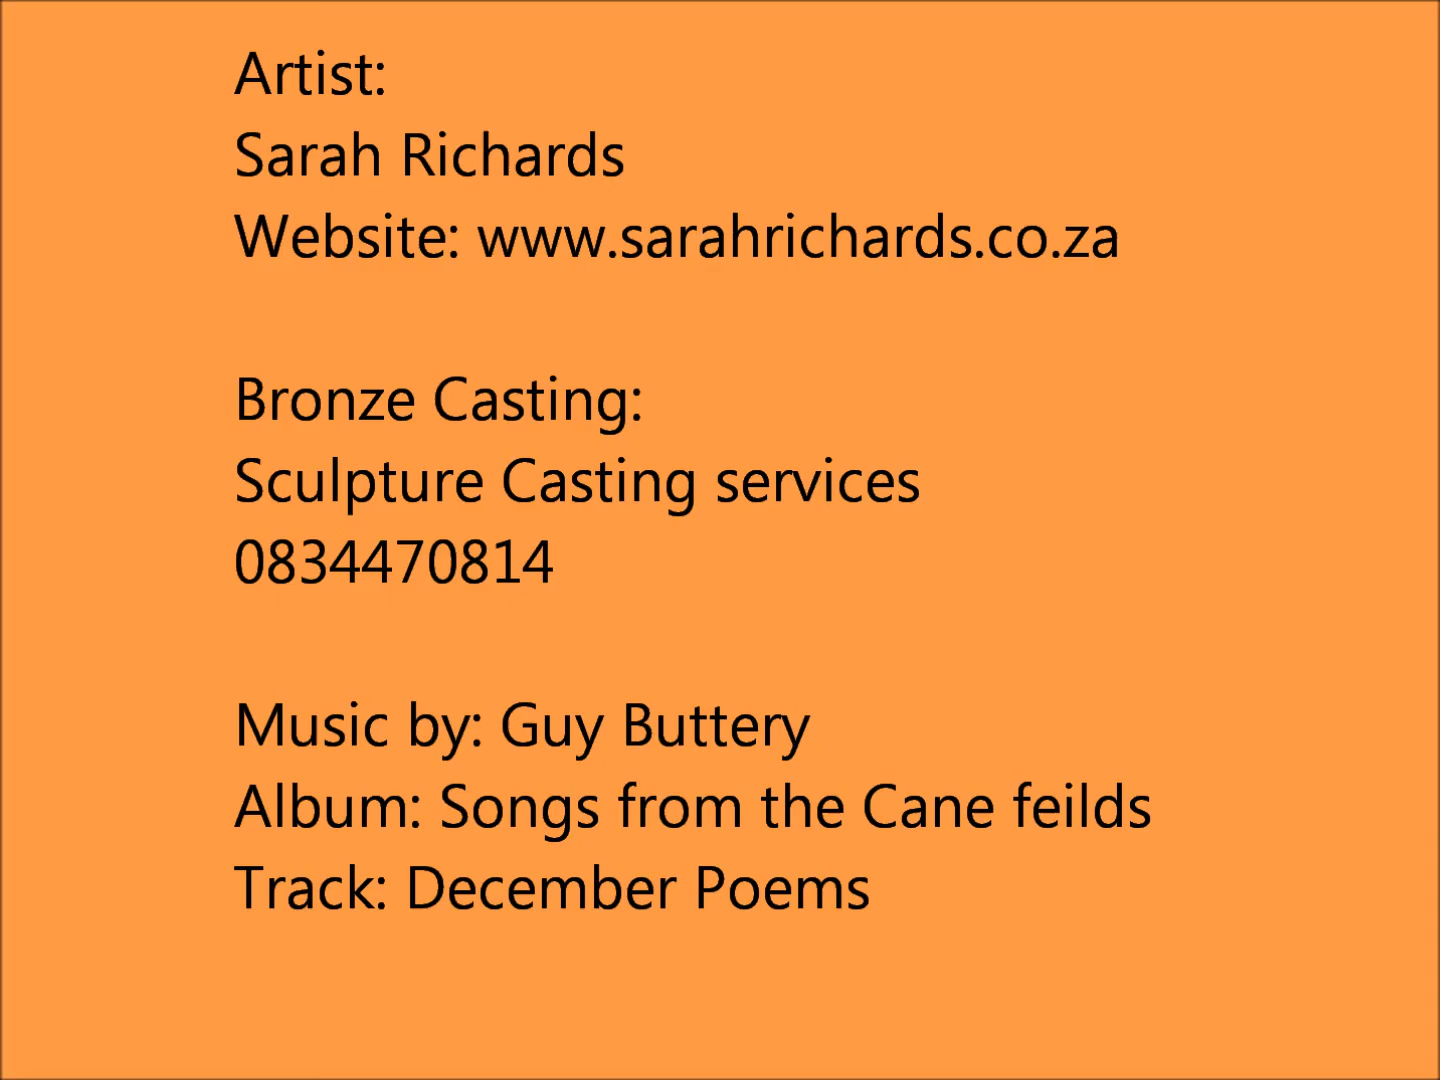 Artist:
Sarah Richards
Website: www.sarahrichards.co.za
Bronze Casting:
Sculpture Casting services
0834470814
Music by: Guy Buttery
Album: Songs from the Cane feilds
Track: December Poems